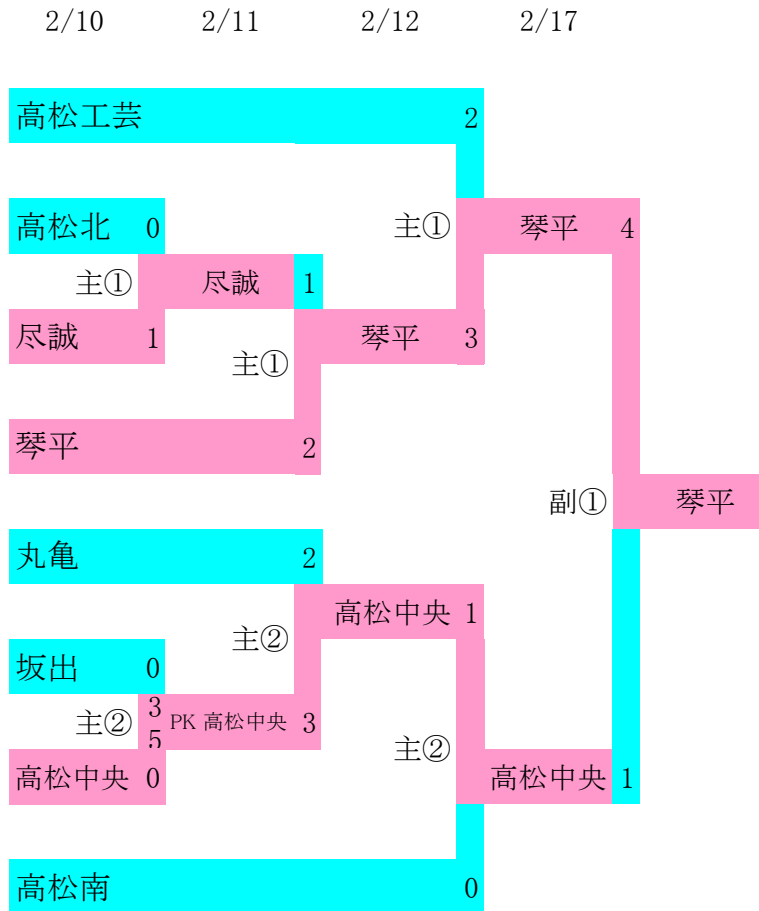 2/10 2/11 2/12 2/17
高松工芸 2
高松北 0 主① 琴平 4
主① 尽誠 1
尽誠 1 琴平 3
主①
琴平 2
副① 琴平
丸亀 2
高松中央 1
主②
坂出 0
主② 3 PK 高松中央 3
5
主②
高松中央 0 高松中央 1
高松南 0